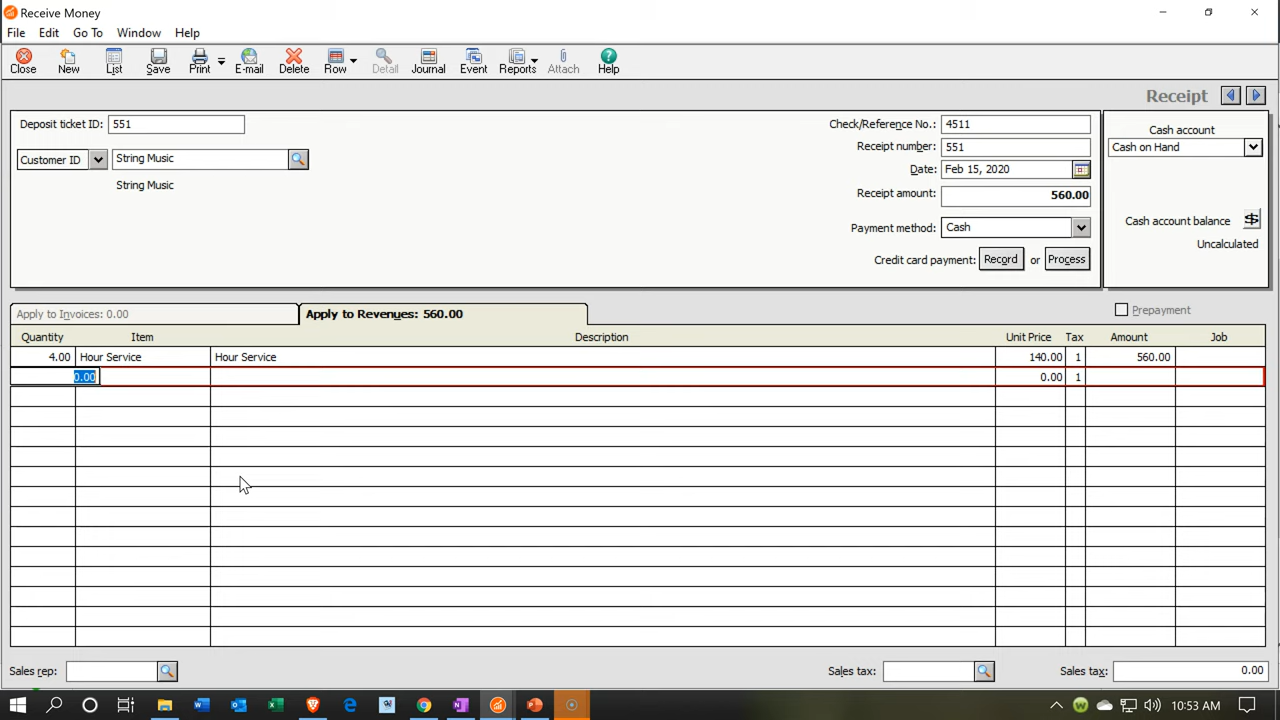 Receive Money
File Edit Go To Window Help
Close New List Save Print E-mail Delete Row Detail Journal Event Reports Attach Help
Receipt
Deposit ticket ID: 551
Check/Reference No.: 4511
Cash account
Receipt number: 551
Cash on Hand
Customer ID String Music
Date: Feb 15, 2020
String Music
Receipt amount: 560.00
Cash account balance
Payment method: Cash
Uncalculated
Credit card payment: Record or Process
Apply to Invoices: 0.00 Apply to Revenues: 560.00 Prepayment
Quantity Item Description Unit Price Tax Amount Job
4.00 Hour Service Hour Service 140.00 1 560.00
0.00 0.00 1
Sales rep: Sales tax: Sales tax: 0.00
10:53 AM